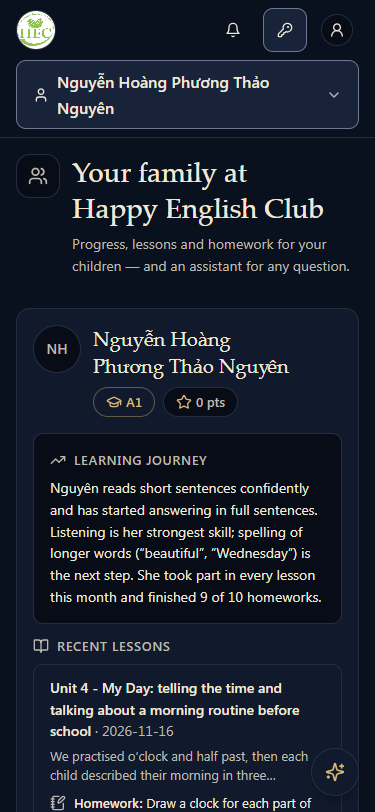 HEC
Nguyễn Hoàng Phương Thảo
Nguyên
Your family at
Happy English Club
Progress, lessons and homework for your
children — and an assistant for any question.
NH
Nguyễn Hoàng
Phương Thảo Nguyên
A1
0 pts
LEARNING JOURNEY
Nguyên reads short sentences confidently
and has started answering in full sentences.
Listening is her strongest skill; spelling of
longer words (“beautiful”, “Wednesday”) is
the next step. She took part in every lesson
this month and finished 9 of 10 homeworks.
RECENT LESSONS
Unit 4 - My Day: telling the time and
talking about a morning routine before
school · 2026-11-16
We practised o’clock and half past, then each
child described their morning in three…
Homework: Draw a clock for each part of